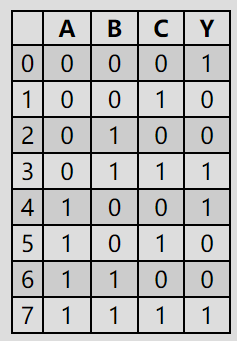 A B C Y
0 0 0 0 1
1 0 0 1 0
2 0 1 0 0
3 0 1 1 1
4 1 0 0 1
5 1 0 1 0
6 1 1 0 0
7 1 1 1 1